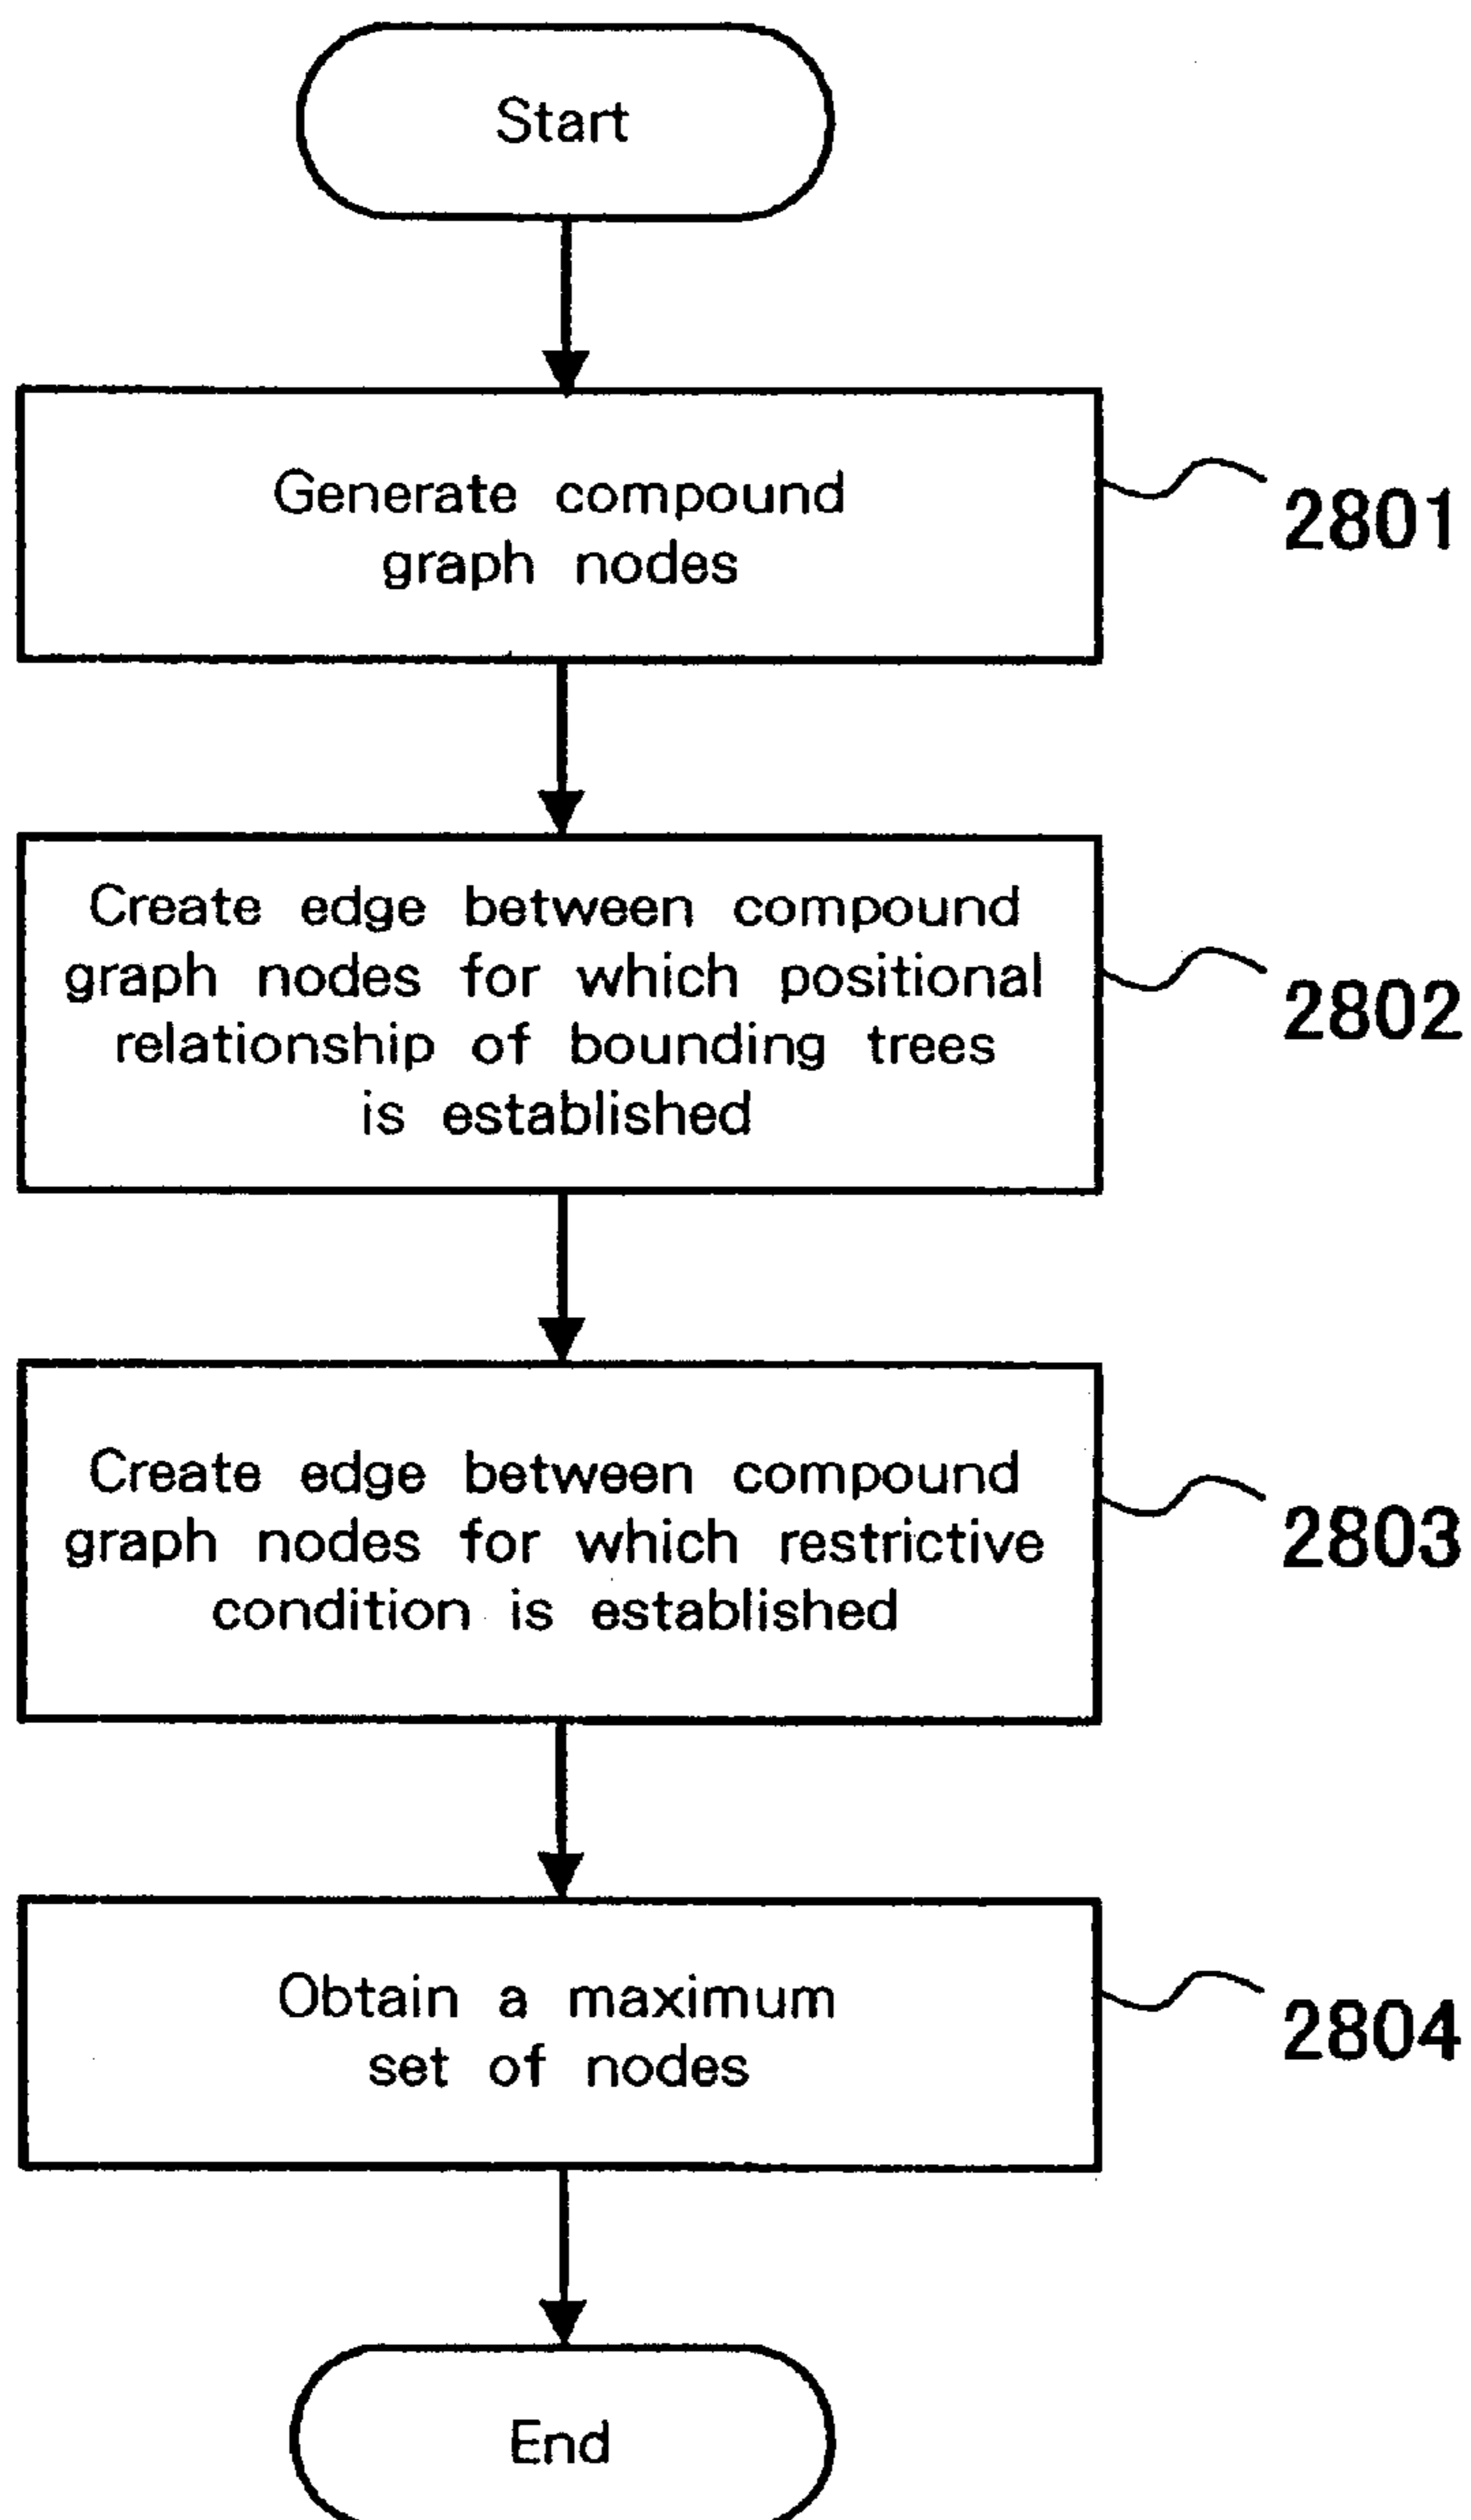 Start
Generate compound
graph nodes
2801
Create edge between compound
graph nodes for which positional
relationship of bounding trees
is established
2802
Create edge between compound
graph nodes for which restrictive
condition is established
2803
Obtain a maximum
set of nodes
2804
End